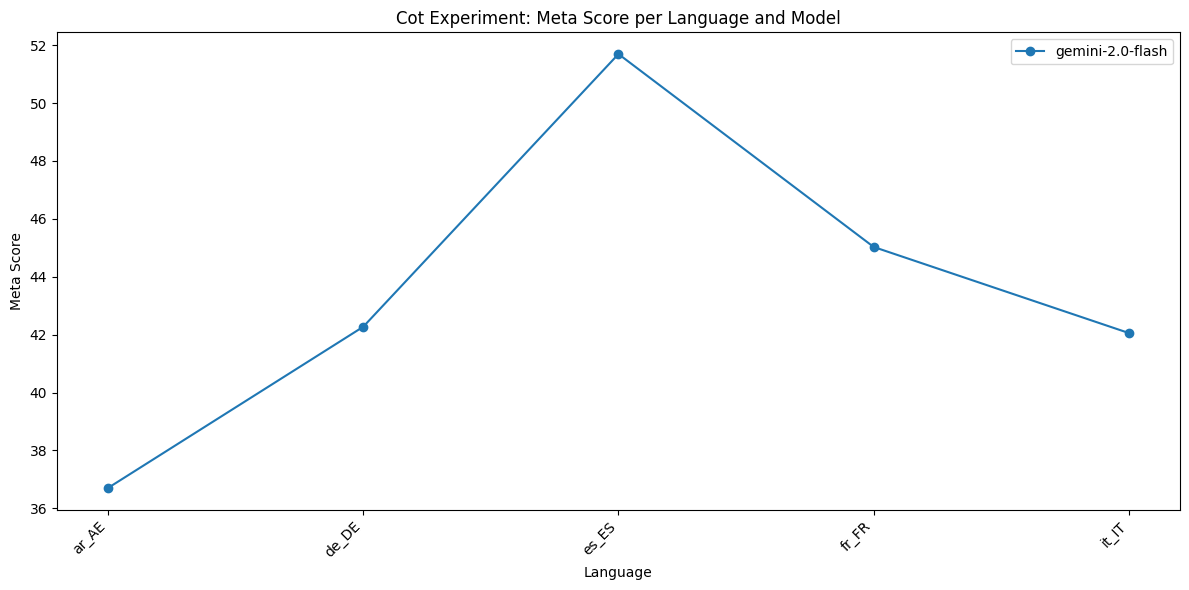 Cot Experiment: Meta Score per Language and Model
gemini-2.0-flash
Meta Score
52
50
48
46
44
42
40
38
36
ar_AE
de_DE
es_ES
fr_FR
it_IT
Language